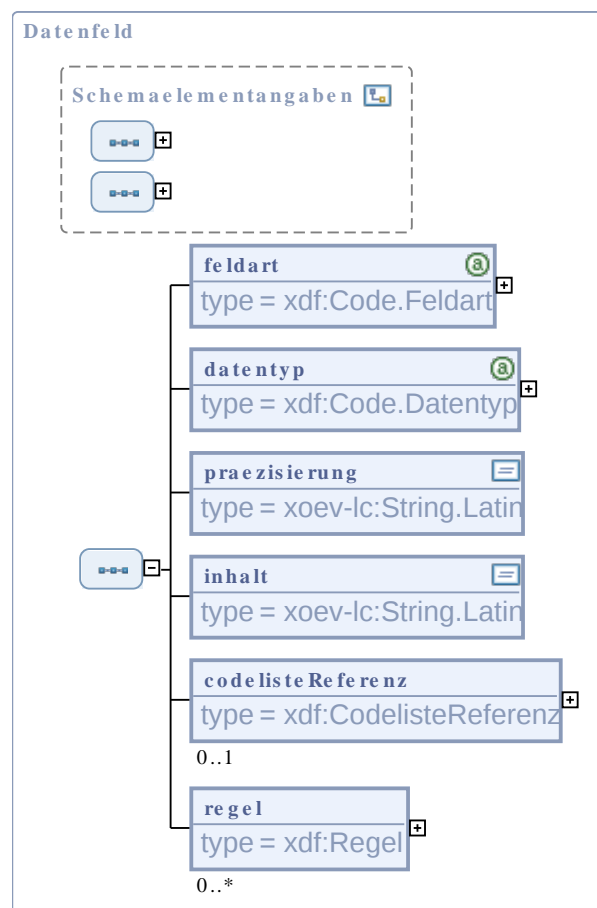 Datenfeld
Schemaelementangaben
feldart
type = xdf:Code.Feldart
datentyp
type = xdf:Code.Datentyp
praezisierung
type = xoev-lc:String.Latin
inhalt
type = xoev-lc:String.Latin
codelisteReferenz
type = xdf:CodelisteReferenz
0..1
regel
type = xdf:Regel
0..*